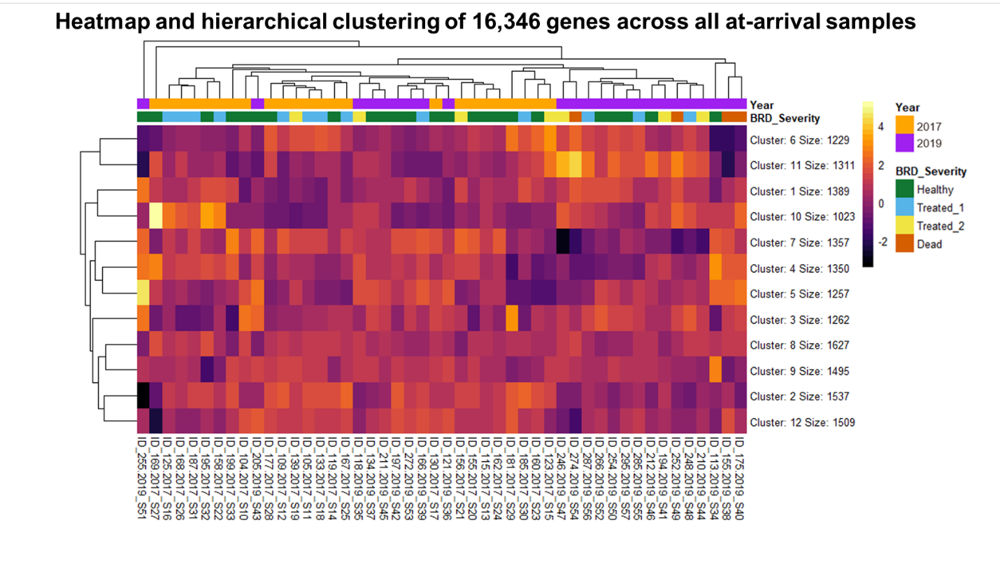 Heatmap and hierarchical clustering of 16,346 genes across all at-arrival samples
Year
BRD_Severity
Cluster: 6 Size: 1229
Cluster: 11 Size: 1311
Cluster: 1 Size: 1389
Cluster: 10 Size: 1023
Cluster: 7 Size: 1357
Cluster: 4 Size: 1350
Cluster: 5 Size: 1257
Cluster: 3 Size: 1262
Cluster: 8 Size: 1627
Cluster: 9 Size: 1495
Cluster: 2 Size: 1537
Cluster: 12 Size: 1509
4
2
0
-2
Year
2017
2019
BRD_Severity
Healthy
Treated_1
Treated_2
Dead
ID_255.2019_S51
ID_169.2017_S27
ID_125.2017_S16
ID_168.2017_S26
ID_187.2017_S31
ID_195.2017_S32
ID_158.2017_S22
ID_199.2017_S33
ID_104.2017_S10
ID_205.2019_S43
ID_177.2017_S28
ID_109.2017_S12
ID_139.2017_S19
ID_105.2017_S11
ID_133.2017_S18
ID_119.2017_S14
ID_167.2017_S25
ID_118.2019_S35
ID_134.2019_S37
ID_211.2019_S45
ID_197.2019_S42
ID_272.2019_S53
ID_166.2019_S39
ID_130.2017_S17
ID_121.2019_S36
ID_156.2017_S21
ID_155.2017_S20
ID_115.2017_S13
ID_162.2017_S24
ID_181.2017_S29
ID_185.2017_S30
ID_160.2017_S23
ID_123.2017_S15
ID_246.2019_S47
ID_274.2019_S54
ID_287.2019_S56
ID_266.2019_S52
ID_254.2019_S50
ID_295.2019_S57
ID_285.2019_S55
ID_212.2019_S46
ID_194.2019_S41
ID_252.2019_S49
ID_248.2019_S48
ID_210.2019_S44
ID_113.2019_S34
ID_155.2019_S38
ID_175.2019_S40